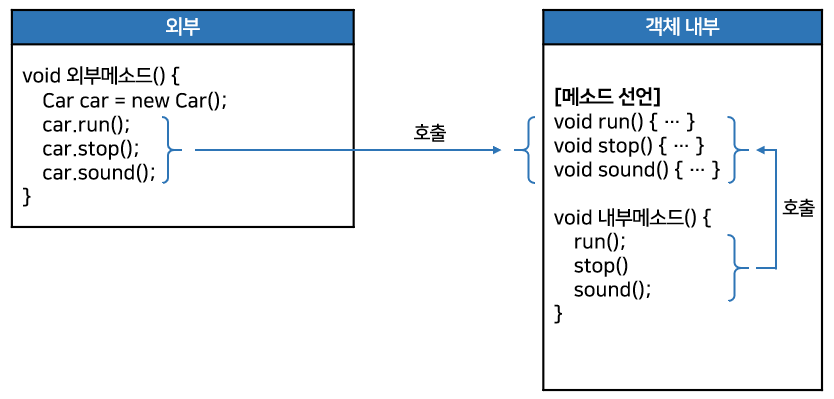 외부
void 외부메소드() {
Car car = new Car();
car.run();
car.stop();
car.sound();
}
호출
객체 내부
[메소드 선언]
void run() { ··· }
void stop() { ··· }
void sound() { ··· }
void 내부메소드() {
run();
stop()
sound();
}
호출